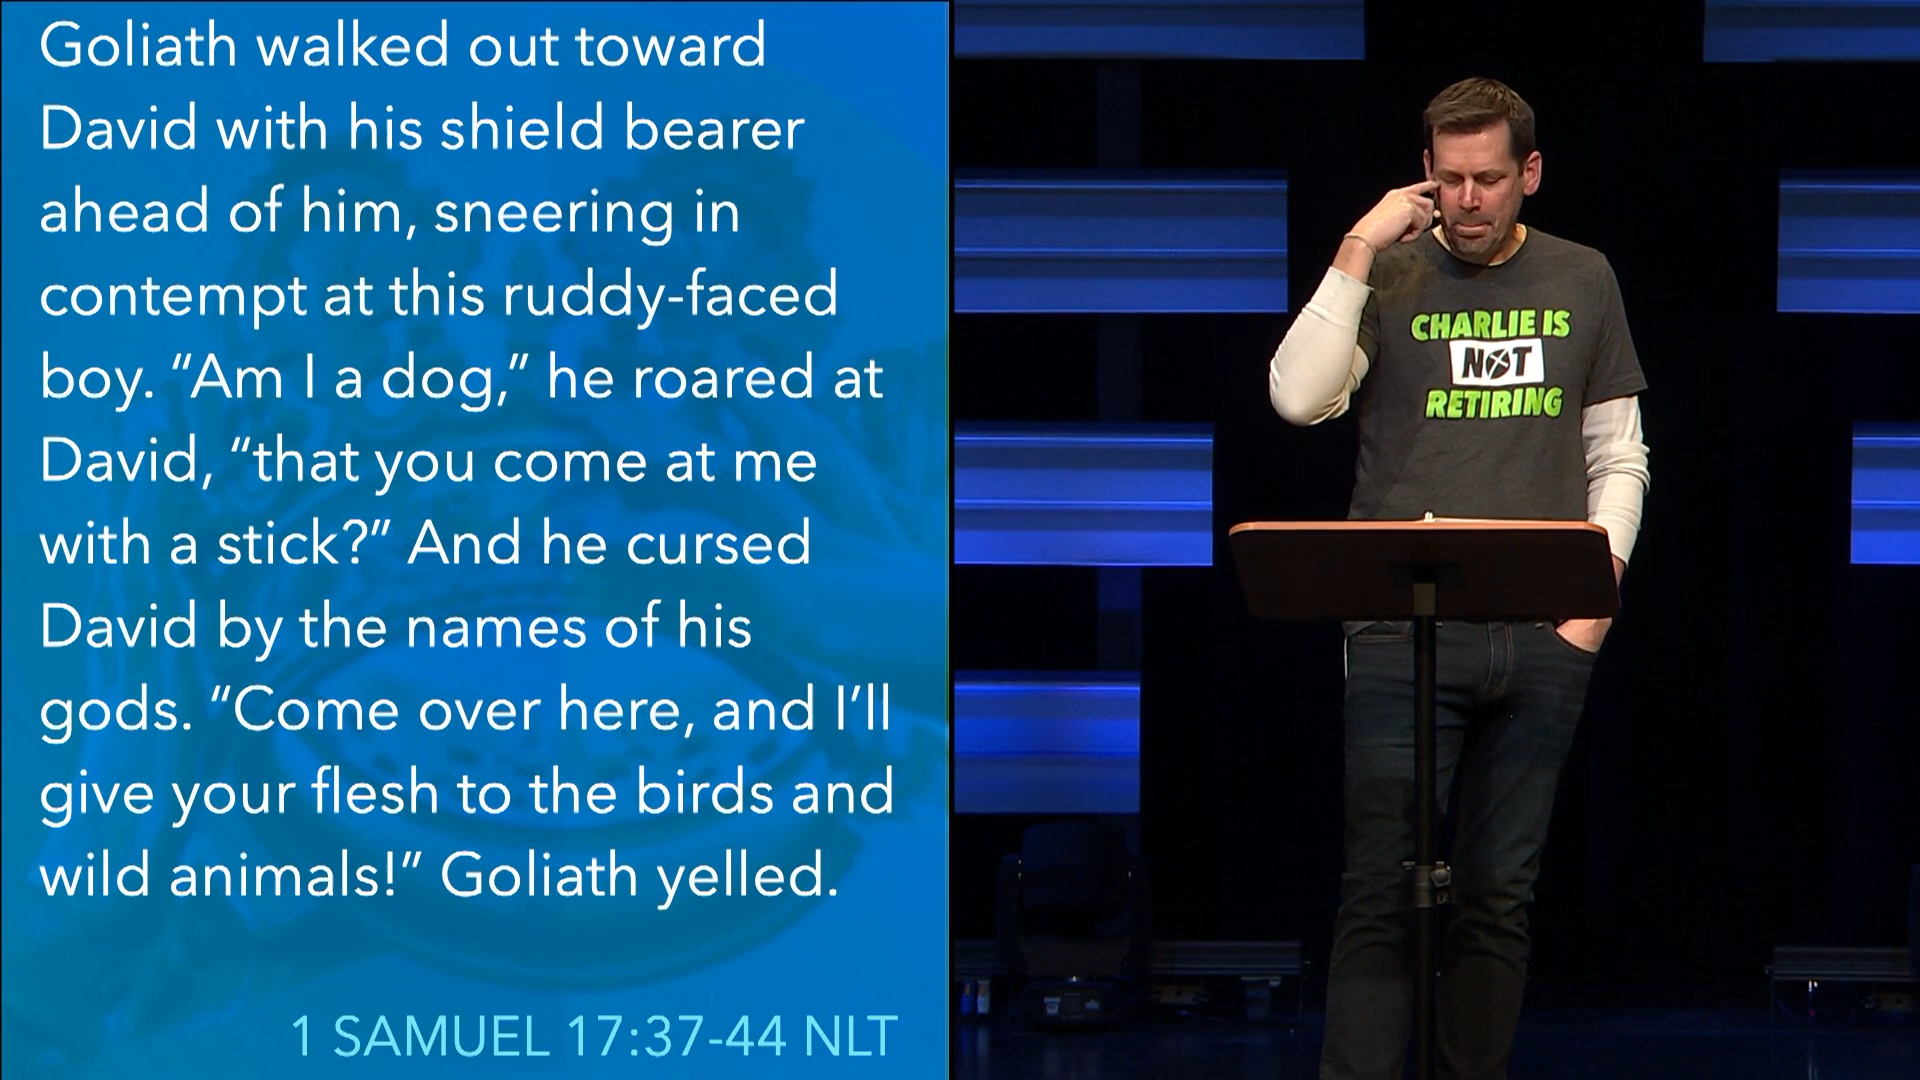 Goliath walked out toward
David with his shield bearer
ahead of him, sneering in
contempt at this ruddy-faced
boy. “Am I a dog,” he roared at
David, “that you come at me
with a stick?” And he cursed
David by the names of his
gods. “Come over here, and I’ll
give your flesh to the birds and
wild animals!” Goliath yelled.
1 SAMUEL 17:37-44 NLT
CHARLIE IS
NOT
RETIRING